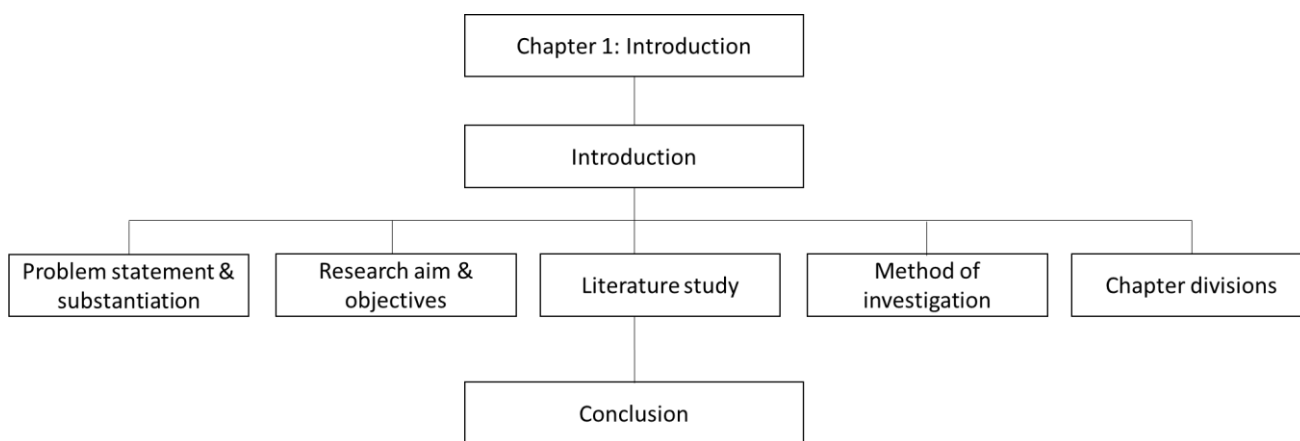 Chapter 1: Introduction
Introduction
Problem statement &
substantiation
Research aim &
objectives
Literature study
Method of
investigation
Chapter divisions
Conclusion